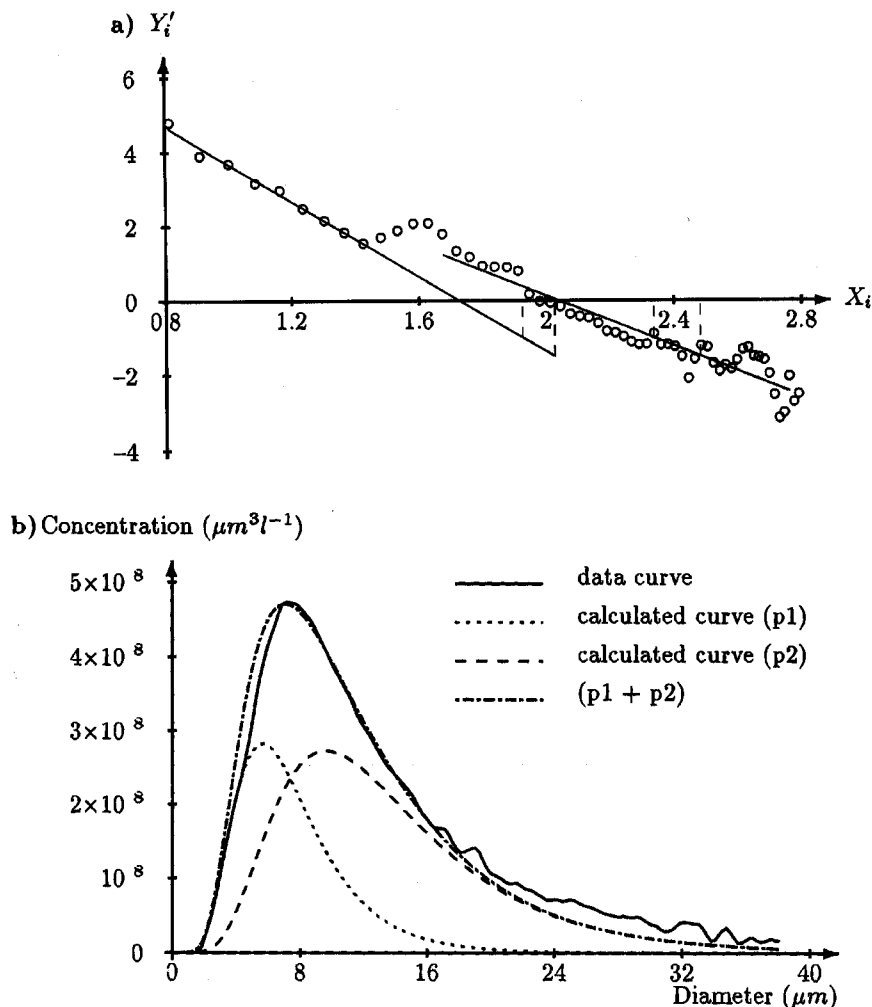 a) Y′ᵢ
6
4
2
0
−2
−4
0.8
1.2
2
2.4
2.8
Xᵢ
b) Concentration (μm³l⁻¹)
5×10 ⁸
4×10 ⁸
3×10 ⁸
2×10 ⁸
10 ⁸
0
data curve
calculated curve (p1)
calculated curve (p2)
(p1 + p2)
0 8 16 24 32 40
Diameter (μm)